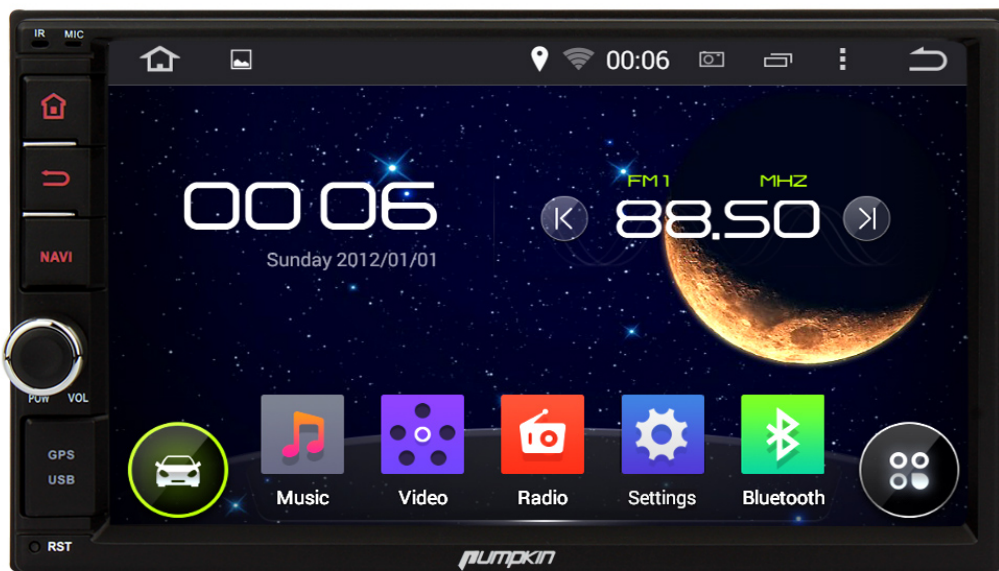 IR MIC
00:06
NAVI
POW VOL
GPS
USB
RST
00 06
Sunday 2012/01/01
FM1 MHZ
88.50
Music Video Radio Settings Bluetooth
PUMPKIN